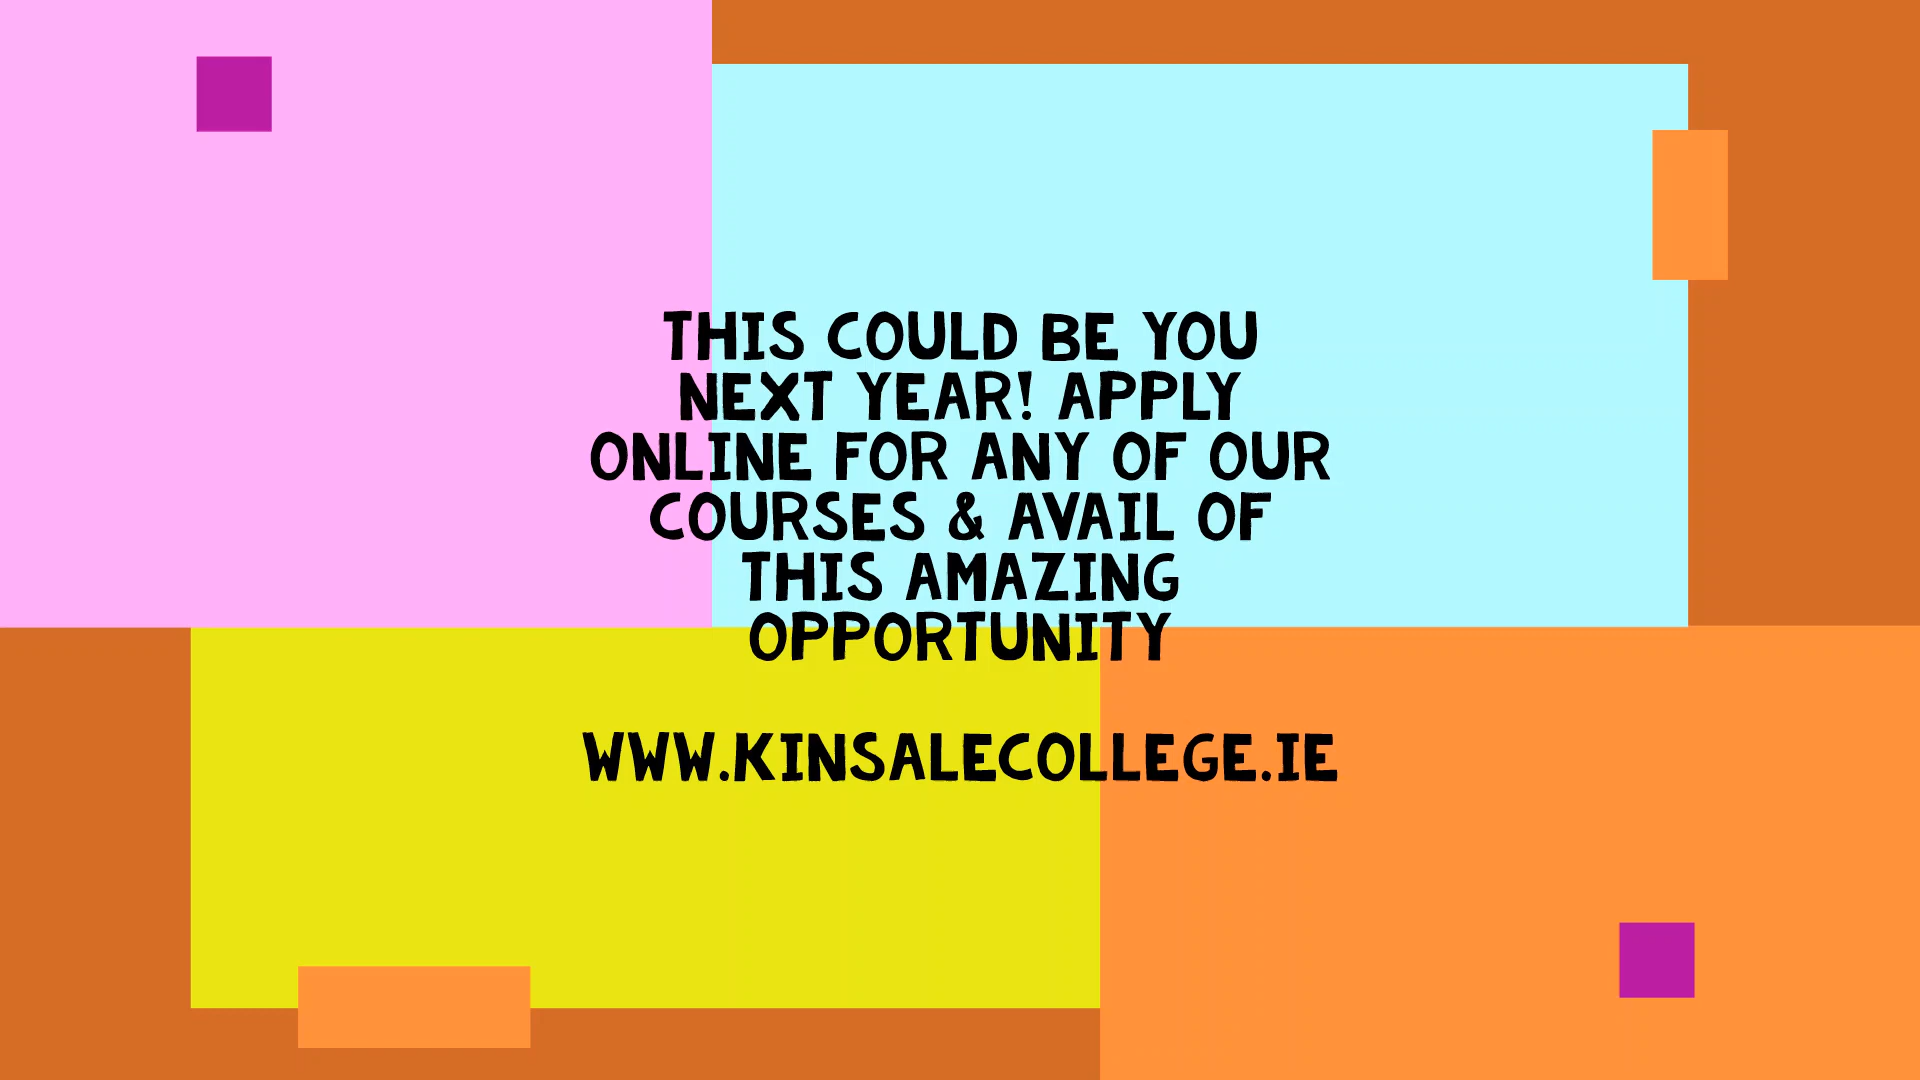 THIS COULD BE YOU
NEXT YEAR! APPLY
ONLINE FOR ANY OF OUR
COURSES & AVAIL OF
THIS AMAZING
OPPORTUNITY
WWW.KINSALECOLLEGE.IE